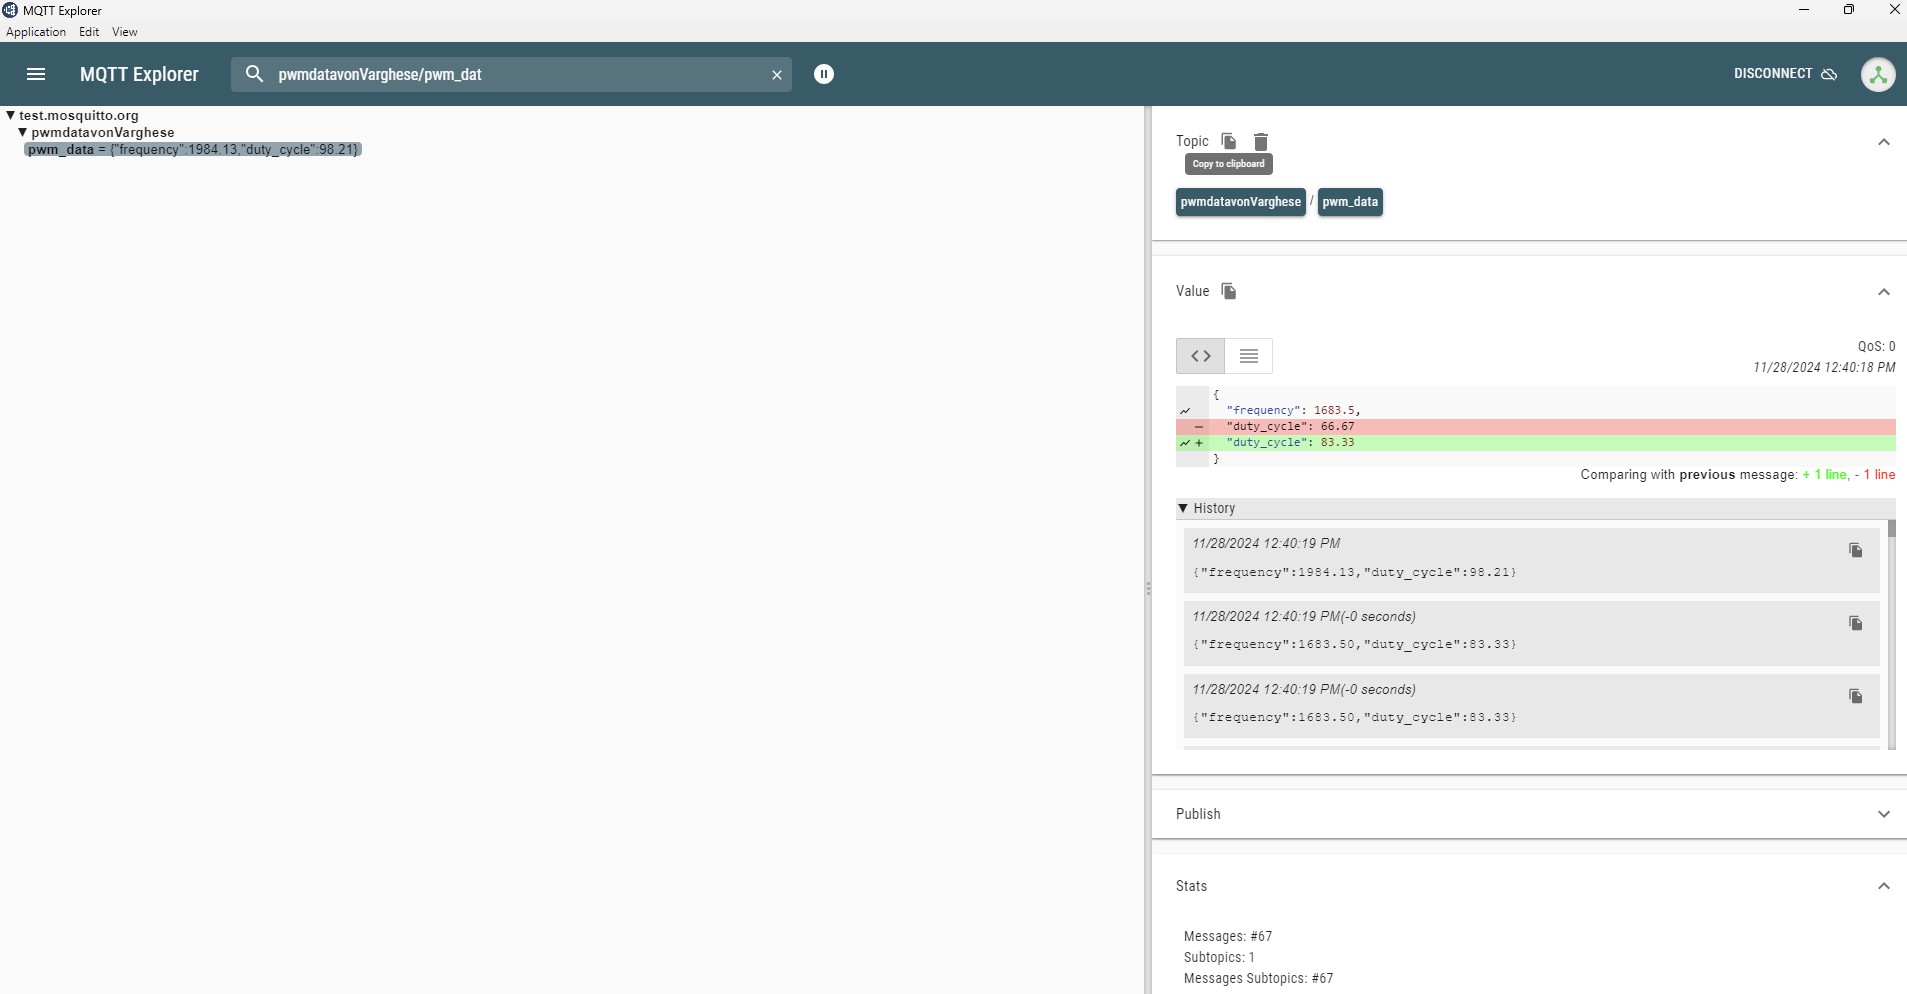 MQTT Explorer
Application Edit View
MQTT Explorer pwmdatavonVarghese/pwm_dat DISCONNECT
▼ test.mosquitto.org
▼ pwmdatavonVarghese
pwm_data = {"frequency":1984.13,"duty_cycle":98.21}
Topic
Copy to clipboard
pwmdatavonVarghese / pwm_data
Value
QoS: 0
11/28/2024 12:40:18 PM
{
"frequency": 1683.5,
- "duty_cycle": 66.67
+ "duty_cycle": 83.33
}
Comparing with previous message: + 1 line, - 1 line
▼ History
11/28/2024 12:40:19 PM
{"frequency":1984.13,"duty_cycle":98.21}
11/28/2024 12:40:19 PM(-0 seconds)
{"frequency":1683.50,"duty_cycle":83.33}
11/28/2024 12:40:19 PM(-0 seconds)
{"frequency":1683.50,"duty_cycle":83.33}
Publish
Stats
Messages: #67
Subtopics: 1
Messages Subtopics: #67